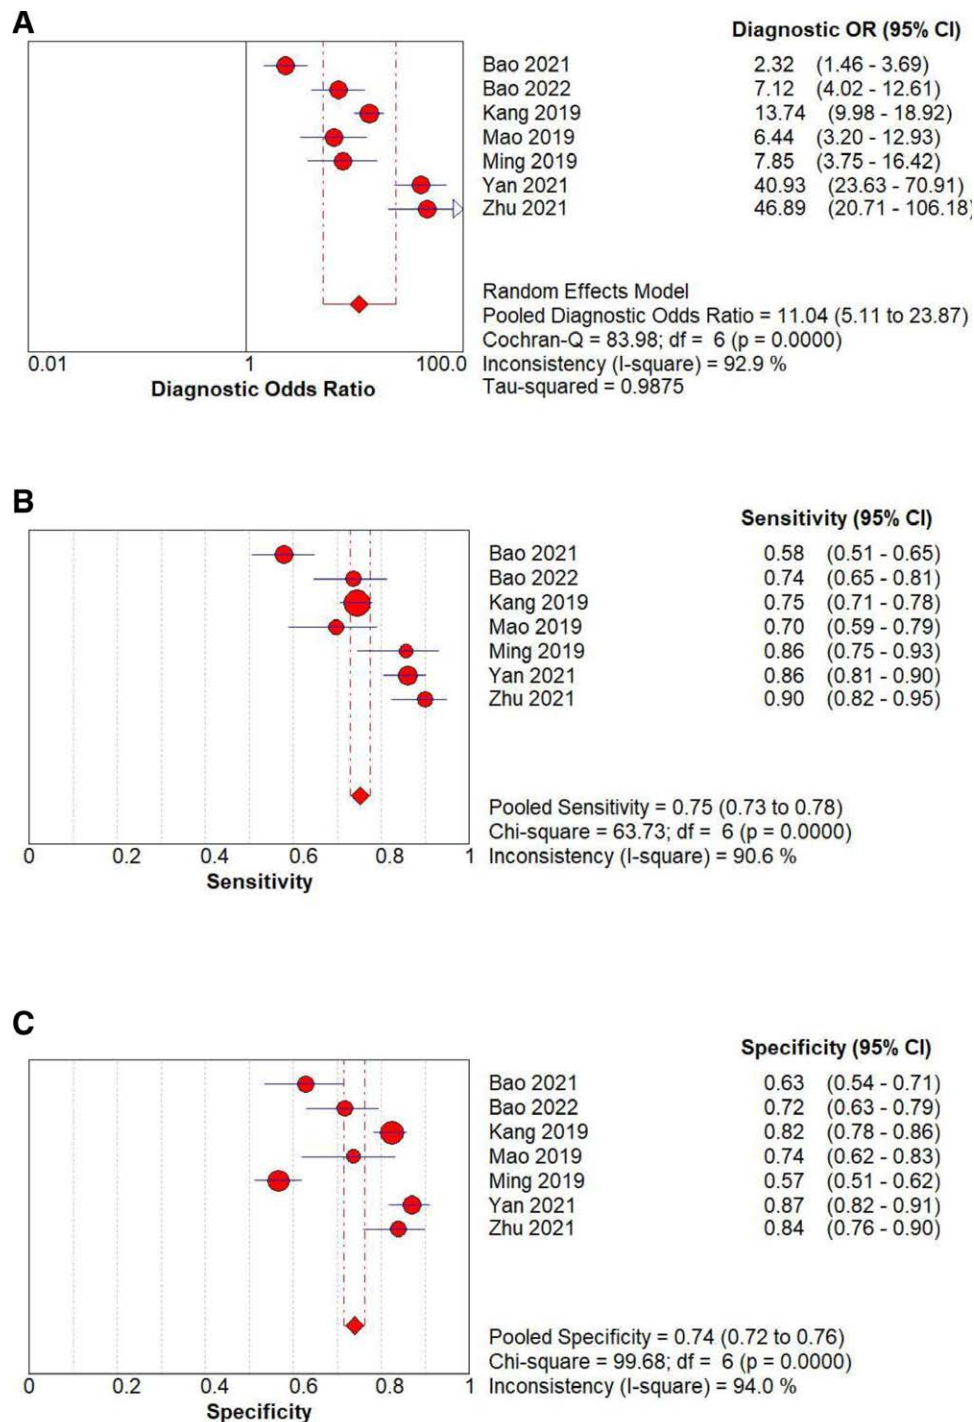 A
Diagnostic OR (95% CI)
Bao 2021 2.32 (1.46 - 3.69)
Bao 2022 7.12 (4.02 - 12.61)
Kang 2019 13.74 (9.98 - 18.92)
Mao 2019 6.44 (3.20 - 12.93)
Ming 2019 7.85 (3.75 - 16.42)
Yan 2021 40.93 (23.63 - 70.91)
Zhu 2021 46.89 (20.71 - 106.18)
Random Effects Model
Pooled Diagnostic Odds Ratio = 11.04 (5.11 to 23.87)
Cochran-Q = 83.98; df = 6 (p = 0.0000)
Inconsistency (I-square) = 92.9 %
Tau-squared = 0.9875
0.01 1 100.0
Diagnostic Odds Ratio
B
Sensitivity (95% CI)
Bao 2021 0.58 (0.51 - 0.65)
Bao 2022 0.74 (0.65 - 0.81)
Kang 2019 0.75 (0.71 - 0.78)
Mao 2019 0.70 (0.59 - 0.79)
Ming 2019 0.86 (0.75 - 0.93)
Yan 2021 0.86 (0.81 - 0.90)
Zhu 2021 0.90 (0.82 - 0.95)
Pooled Sensitivity = 0.75 (0.73 to 0.78)
Chi-square = 63.73; df = 6 (p = 0.0000)
Inconsistency (I-square) = 90.6 %
0 0.2 0.4 0.6 0.8 1
Sensitivity
C
Specificity (95% CI)
Bao 2021 0.63 (0.54 - 0.71)
Bao 2022 0.72 (0.63 - 0.79)
Kang 2019 0.82 (0.78 - 0.86)
Mao 2019 0.74 (0.62 - 0.83)
Ming 2019 0.57 (0.51 - 0.62)
Yan 2021 0.87 (0.82 - 0.91)
Zhu 2021 0.84 (0.76 - 0.90)
Pooled Specificity = 0.74 (0.72 to 0.76)
Chi-square = 99.68; df = 6 (p = 0.0000)
Inconsistency (I-square) = 94.0 %
0 0.2 0.4 0.6 0.8 1
Specificity